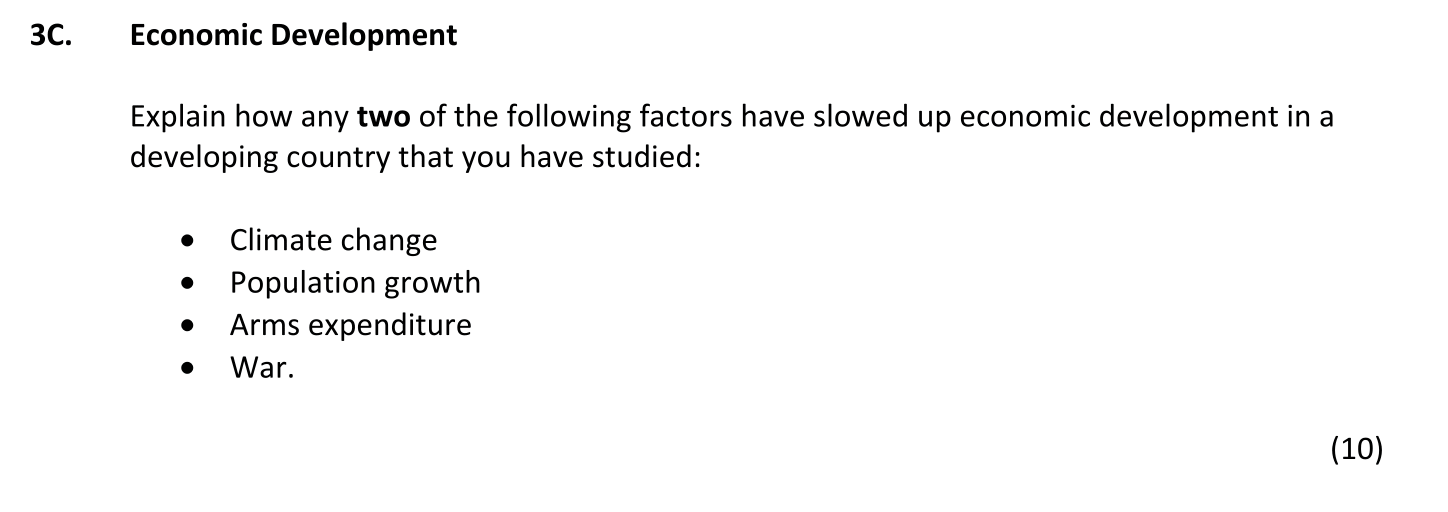 3C. Economic Development
Explain how any two of the following factors have slowed up economic development in a
developing country that you have studied:
• Climate change
• Population growth
• Arms expenditure
• War.
(10)